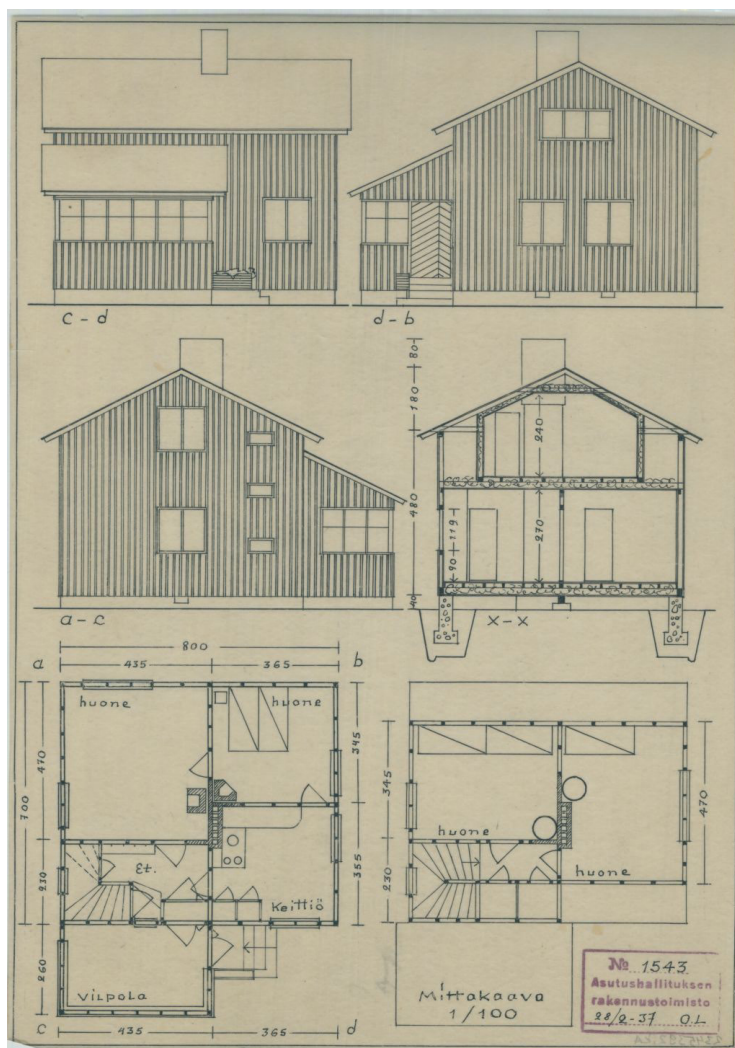 c - d
d - b
80
180
480
40
240
270
119
90
a - c
x - x
800
a
435
365
b
huone
huone
700
470
230
260
345
355
Et.
Keittiö
Vilpola
c
435
365
d
345
230
470
huone
huone
Mittakaava
1/100
№ 1543
Asutushallituksen
rakennustoimisto
28/2-37 O.L.